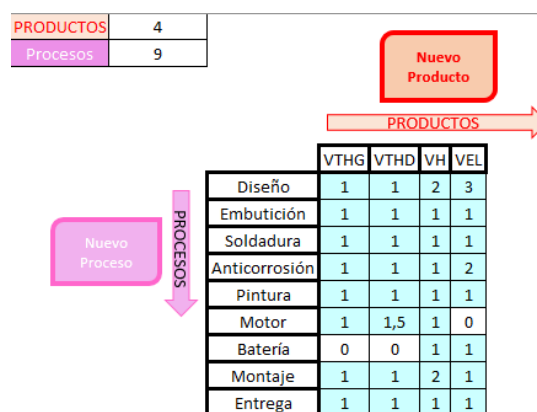 PRODUCTOS 4
Procesos 9
Nuevo
Producto
PRODUCTOS
VTHG VTHD VH VEL
Diseño 1 1 2 3
Embutición 1 1 1 1
Soldadura 1 1 1 1
Anticorrosión 1 1 1 2
Pintura 1 1 1 1
Motor 1 1,5 1 0
Batería 0 0 1 1
Montaje 1 1 2 1
Entrega 1 1 1 1
Nuevo
Proceso
PROCESOS